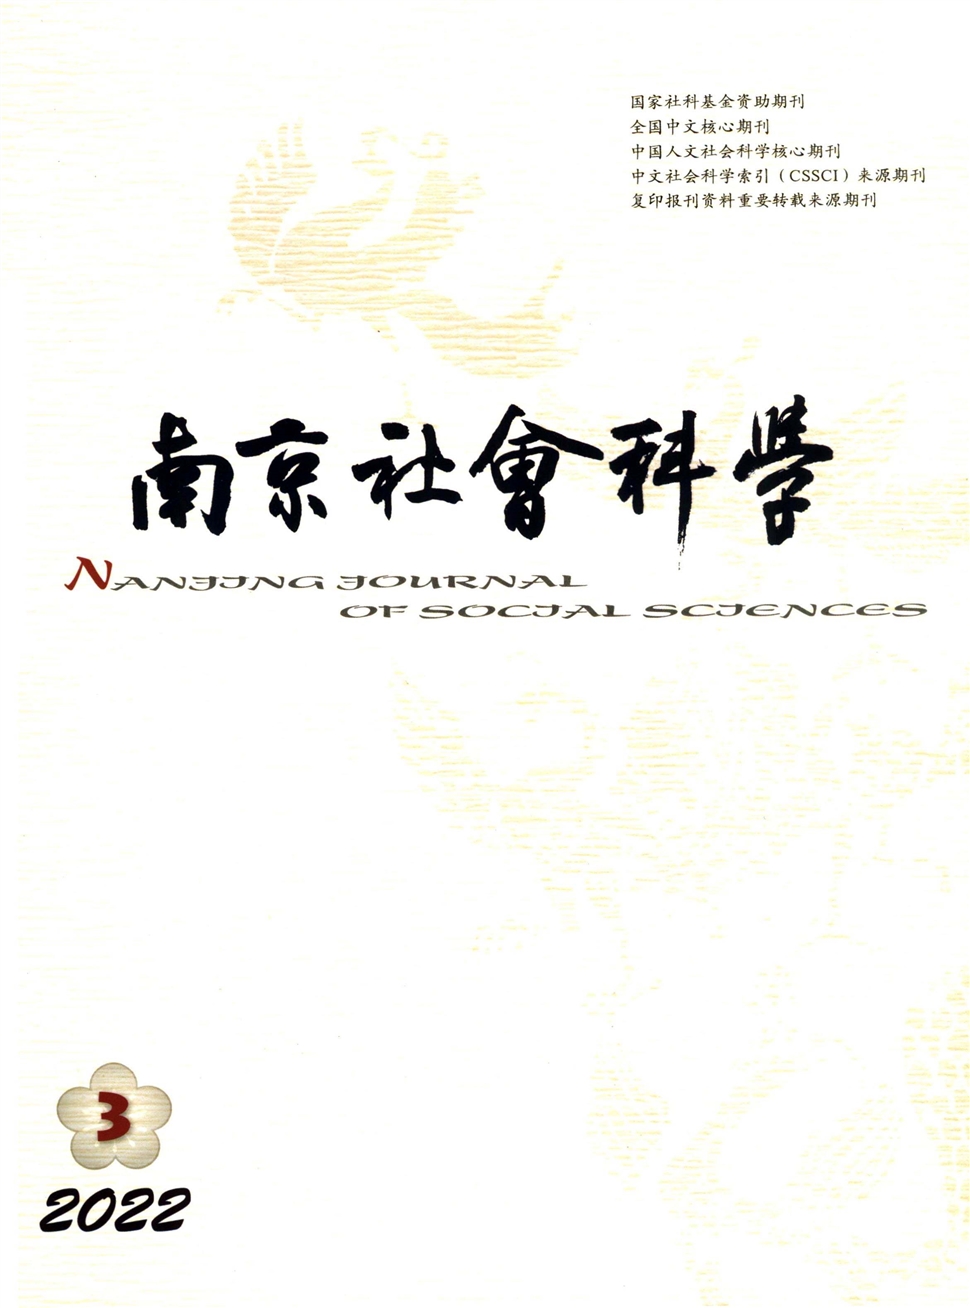 国家社科基金资助期刊
全国中文核心期刊
中国人文社会科学核心期刊
中文社会科学索引（CSSCI）来源期刊
复印报刊资料重要转载来源期刊
南京社會科學
NANJING JOURNAL
OF SOCIAL SCIENCES
3
2022